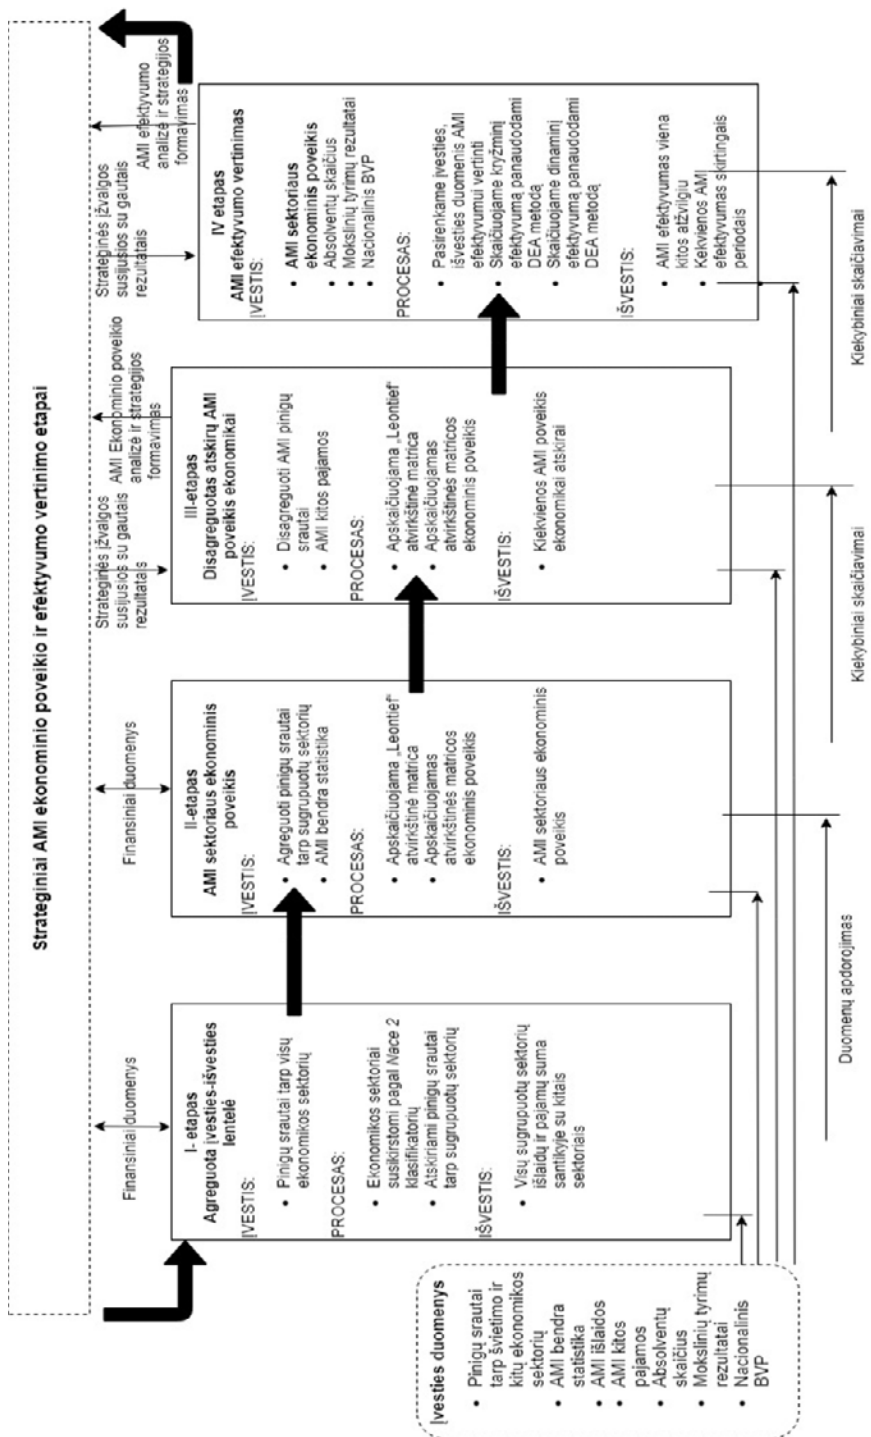 Strateginiai AMI ekonominio poveikio ir efektyvumo vertinimo etapai
Finansiniai duomenys
Finansiniai duomenys
Strateginės įžvalgos
susijusios su gautais
rezultatais
AMI Ekonominio poveikio
analizė ir strategijos
formavimas
Strateginės įžvalgos
susijusios su gautais
rezultatais
AMI efektyvumo
analizė ir strategijos
formavimas
I- etapas
Agreguota įvesties-išvesties
lentelė
ĮVESTIS:
• Pinigų srautai tarp visų
ekonomikos sektorių
PROCESAS:
• Ekonomikos sektoriai
susikirstomi pagal Nace 2
klasifikatorių
• Atskiriami pinigų srautai
tarp sugrupuotų sektorių
IŠVESTIS:
• Visų sugrupuotų sektorių
išlaidų ir pajamų suma
santikyje su kitais
sektoriais
II-etapas
AMI sektoriaus ekonominis
poveikis
ĮVESTIS:
• Agreguoti pinigų srautai
tarp sugrupuotų sektorių
• AMI bendra statistika
PROCESAS:
• Apskaičiuojama „Leontief“
atvirkštinė matrica
• Apskaičiuojamas
atvirkštinės matricos
ekonominis poveikis
IŠVESTIS:
• AMI sektoriaus ekonominis
poveikis
III-etapas
Disagreguotas atskirų AMI
poveikis ekonomikai
ĮVESTIS:
• Disagreguoti AMI pinigų
srautai
• AMI kitos pajamos
PROCESAS:
• Apskaičiuojama „Leontief“
atvirkštinė matrica
• Apskaičiuojamas
atvirkštinės matricos
ekonominis poveikis
IŠVESTIS:
• Kiekvienos AMI poveikis
ekonomikai atskirai
IV etapas
AMI efektyvumo vertinimas
ĮVESTIS:
• AMI sektoriaus
ekonominis poveikis
• Absolventų skaičius
• Mokslinių tyrimų rezultatai
• Nacionalinis BVP
PROCESAS:
• Pasirenkame įvesties,
išvesties duomenis AMI
efektyvumui vertinti
• Skaičiuojame kryžminį
efektyvumą panaudodami
DEA metodą
• Skaičiuojame dinaminį
efektyvumą panaudodami
DEA metodą
IŠVESTIS:
• AMI efektyvumas viena
kitos atžvilgiu
• Kekvienos AMI
efektyvumas skirtingais
periodais
Įvesties duomenys
• Pinigų srautai
tarp švietimo ir
kitų ekonomikos
sektorių
• AMI bendra
statistika
• AMI išlaidos
• AMI kitos
pajamos
• Absolventų
skaičius
• Mokslinių tyrimų
rezultatai
• Nacionalinis
BVP
Duomenų apdorojimas
Kiekybiniai skaičiavimai
Kiekybiniai skaičiavimai